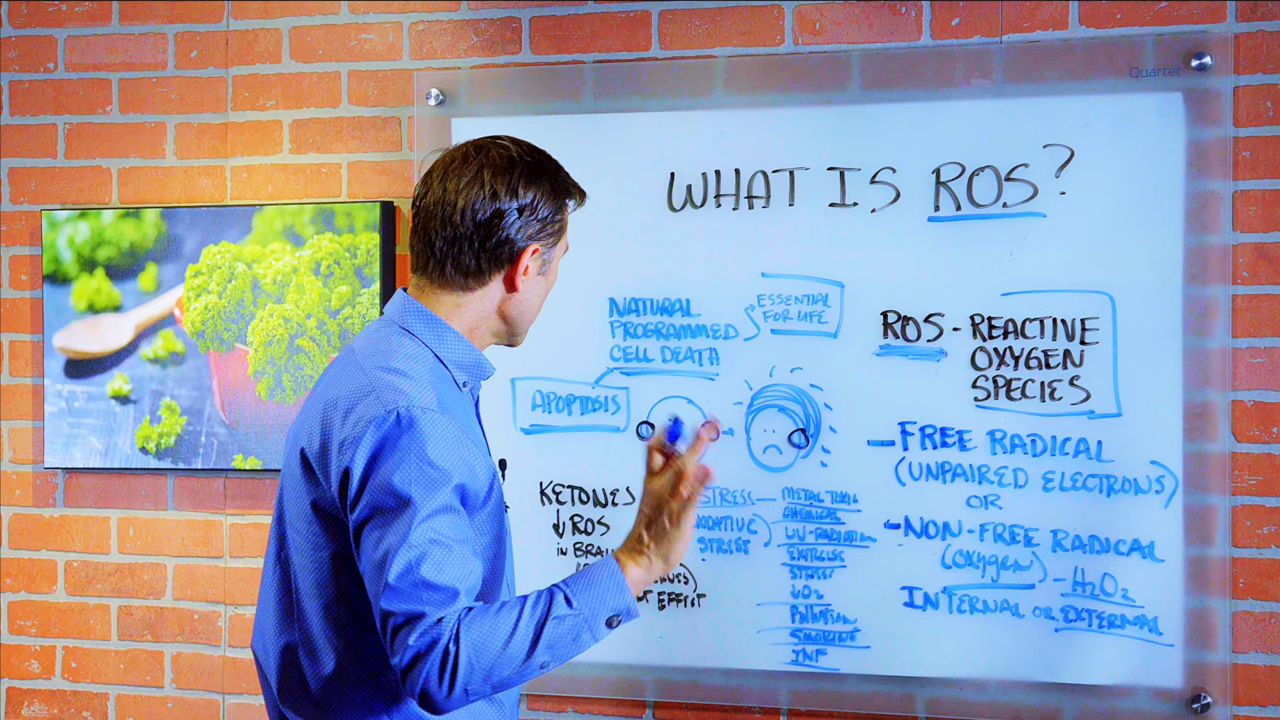 Quartet
WHAT IS ROS?
NATURAL
PROGRAMMED
CELL DEATH
ESSENTIAL
FOR LIFE
APOPTOSIS
ROS - REACTIVE
OXYGEN
SPECIES
- FREE RADICAL
(UNPAIRED ELECTRONS)
OR
- NON-FREE RADICAL
(OXYGEN) - H2O2
INTERNAL OR EXTERNAL
KETONES
↓ ROS
IN
EFFECT
STRESS - METAL TOXIC
CHEMICAL
UV-RADIATION
EXERCISE
STRESS
↓O2
POLLUTION
SMOKING
INF